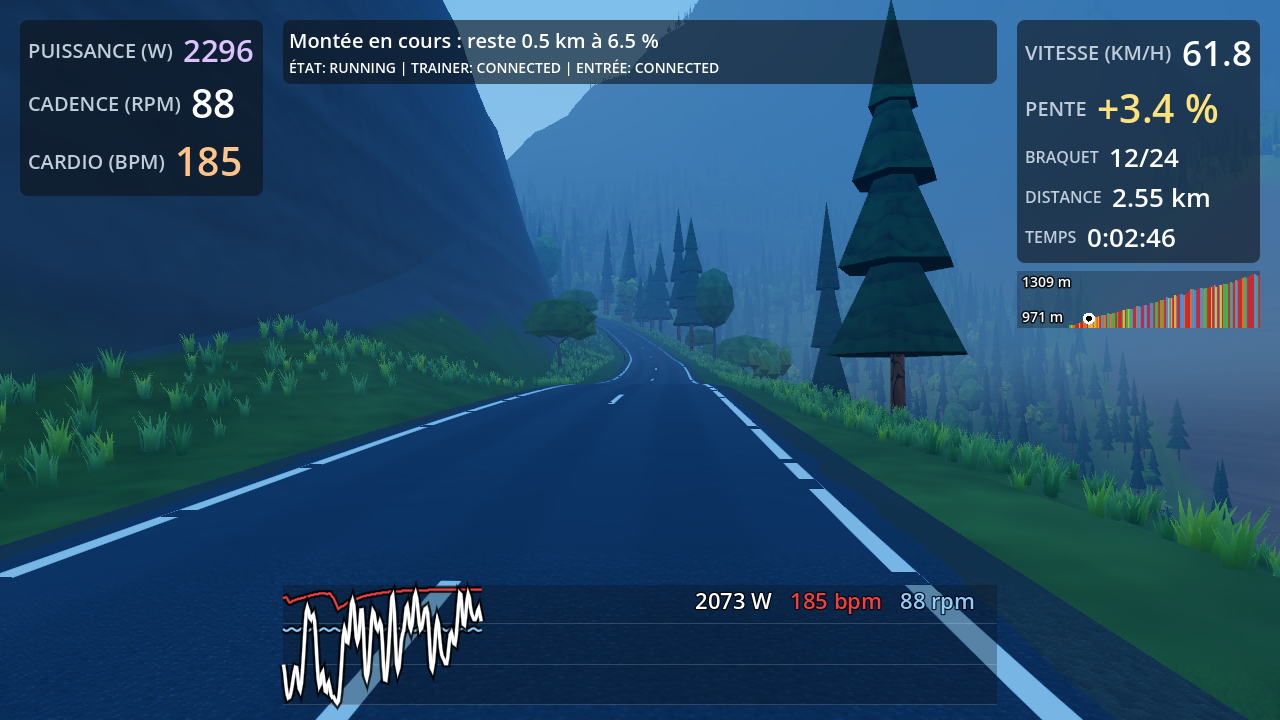 PUISSANCE (W) 2296
CADENCE (RPM) 88
CARDIO (BPM) 185
Montée en cours : reste 0.5 km à 6.5 %
ÉTAT: RUNNING | TRAINER: CONNECTED | ENTRÉE: CONNECTED
VITESSE (KM/H) 61.8
PENTE +3.4 %
BRAQUET 12/24
DISTANCE 2.55 km
TEMPS 0:02:46
1309 m
971 m
2073 W 185 bpm 88 rpm